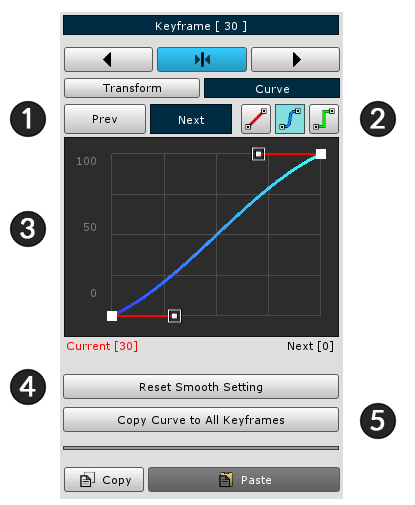 Keyframe [ 30 ]
Transform Curve
1 Prev Next 2
100
3 50
0
Current [30] Next [0]
4 Reset Smooth Setting
Copy Curve to All Keyframes 5
Copy Paste